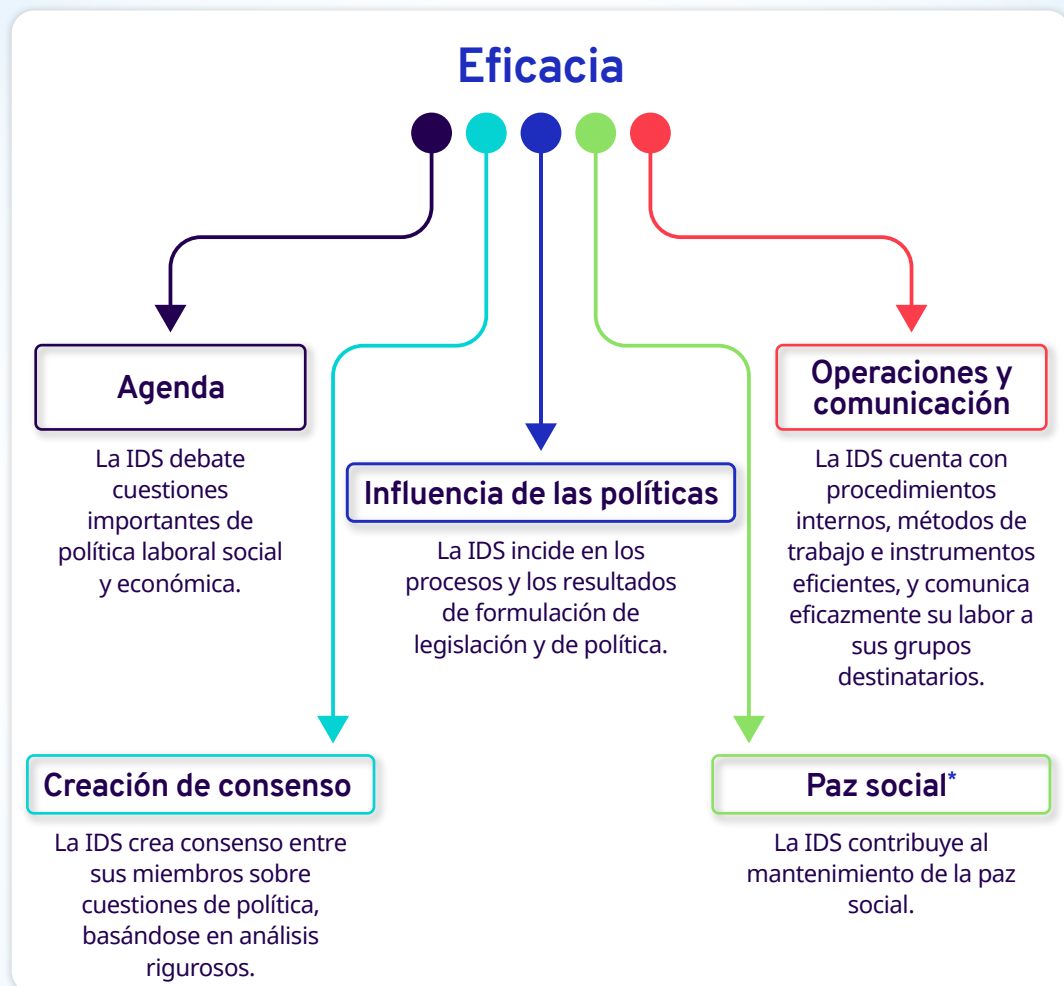 Eficacia
Agenda
La IDS debate
cuestiones
importantes de
política laboral social
y económica.
Influencia de las políticas
La IDS incide en los
procesos y los resultados
de formulación de
legislación y de política.
Operaciones y
comunicación
La IDS cuenta con
procedimientos
internos, métodos de
trabajo e instrumentos
eficientes, y comunica
eficazmente su labor a
sus grupos
destinatarios.
Creación de consenso
La IDS crea consenso entre
sus miembros sobre
cuestiones de política,
basándose en análisis
rigurosos.
Paz social*
La IDS contribuye al
mantenimiento de la paz
social.